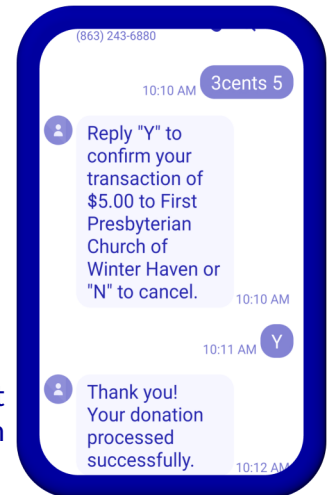 (863) 243-6880
10:10 AM 3cents 5
Reply "Y" to
confirm your
transaction of
$5.00 to First
Presbyterian
Church of
Winter Haven or
"N" to cancel.
10:10 AM
10:11 AM Y
Thank you!
Your donation
processed
successfully.
10:12 AM